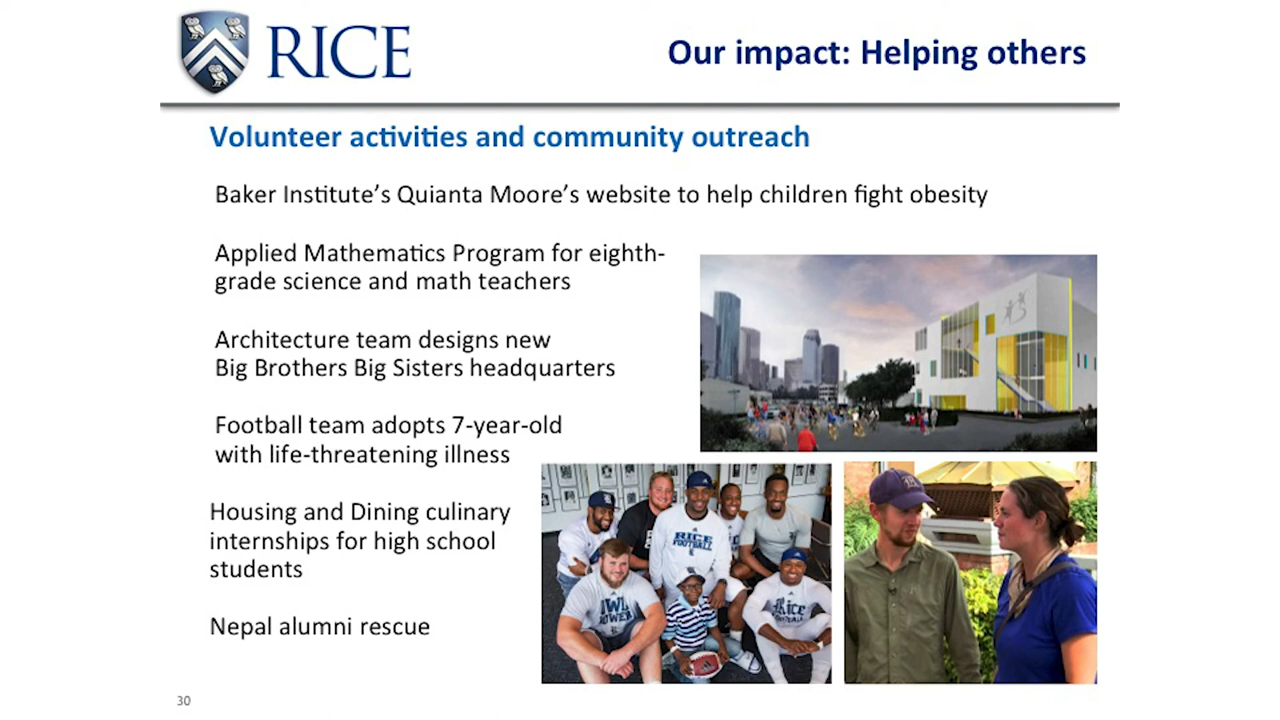 RICE
Our impact: Helping others
Volunteer activities and community outreach
Baker Institute’s Quianta Moore’s website to help children fight obesity
Applied Mathematics Program for eighth-
grade science and math teachers
Architecture team designs new
Big Brothers Big Sisters headquarters
Football team adopts 7-year-old
with life-threatening illness
Housing and Dining culinary
internships for high school
students
Nepal alumni rescue
RICE
FOOTBALL
OWL
POWER
RICE
FOOTBALL
30